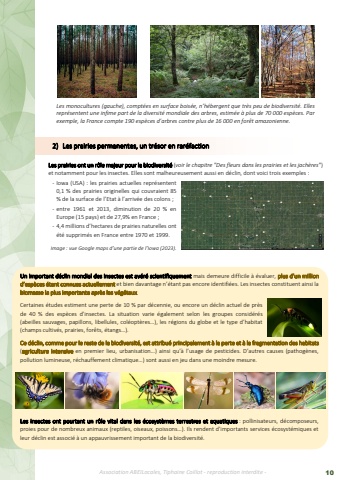 Les monocultures (gauche), comptées en surface boisée, n'hébergent que très peu de biodiversité. Elles
représentent une infime part de la diversité mondiale des arbres, estimée à plus de 70 000 espèces. Par
exemple, la France compte 190 espèces d'arbres contre plus de 16 000 en forêt amazonienne.
2) Les prairies permanentes, un trésor en raréfaction
Les prairies ont un rôle majeur pour la biodiversité (voir le chapitre "Des fleurs dans les prairies et les jachères")
et notamment pour les insectes. Elles sont malheureusement aussi en déclin, dont voici trois exemples :
- Iowa (USA) : les prairies actuelles représentent
0,1 % des prairies originelles qui couvraient 85
% de la surface de l'Etat à l'arrivée des colons ;
- entre 1961 et 2013, diminution de 20 % en
Europe (15 pays) et de 27,9% en France ;
- 4,4 millions d'hectares de prairies naturelles ont
été supprimés en France entre 1970 et 1999.
Image : vue Google maps d'une partie de l'Iowa (2023).
Un important déclin mondial des insectes est avéré scientifiquement mais demeure difficile à évaluer, plus d'un million
d'espèces étant connues actuellement et bien davantage n'étant pas encore identifiées. Les insectes constituent ainsi la
biomasse la plus importante après les végétaux.
Certaines études estiment une perte de 10 % par décennie, ou encore un déclin actuel de près
de 40 % des espèces d'insectes. La situation varie également selon les groupes considérés
(abeilles sauvages, papillons, libellules, coléoptères...), les régions du globe et le type d'habitat
(champs cultivés, prairies, forêts, étangs...).
Ce déclin, comme pour le reste de la biodiversité, est attribué principalement à la perte et à la fragmentation des habitats
(agriculture intensive en premier lieu, urbanisation...) ainsi qu'à l'usage de pesticides. D'autres causes (pathogènes,
pollution lumineuse, réchauffement climatique...) sont aussi en jeu dans une moindre mesure.
Les insectes ont pourtant un rôle vital dans les écosystèmes terrestres et aquatiques : pollinisateurs, décomposeurs,
proies pour de nombreux animaux (reptiles, oiseaux, poissons...). Ils rendent d'importants services écosystémiques et
leur déclin est associé à un appauvrissement important de la biodiversité.
Association ABEILocales, Tiphanie Gaillot - reproduction interdite -
10